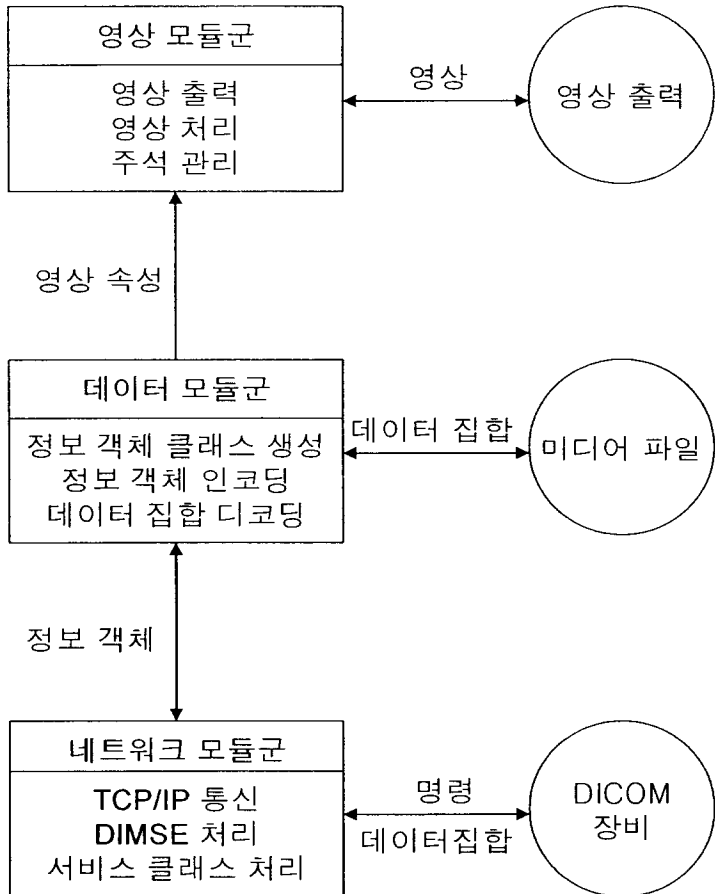 영상 모듈군
영상 출력
영상 처리
주석 관리
영상
영상 출력
영상 속성
데이터 모듈군
정보 객체 클래스 생성
정보 객체 인코딩
데이터 집합 디코딩
데이터 집합
미디어 파일
정보 객체
네트워크 모듈군
TCP/IP 통신
DIMSE 처리
서비스 클래스 처리
명령
데이터집합
DICOM
장비